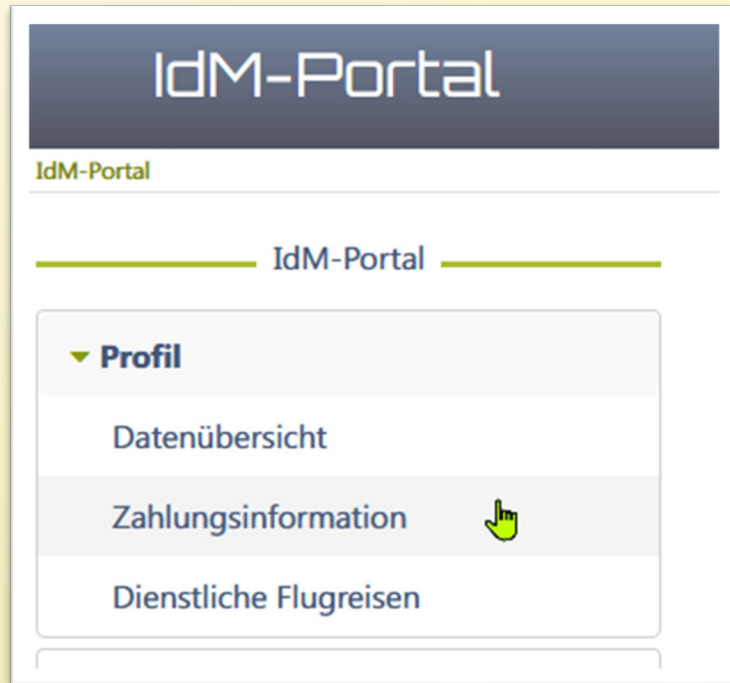 IdM-Portal
IdM-Portal
IdM-Portal
Profil
Datenübersicht
Zahlungsinformation
Dienstliche Flugreisen